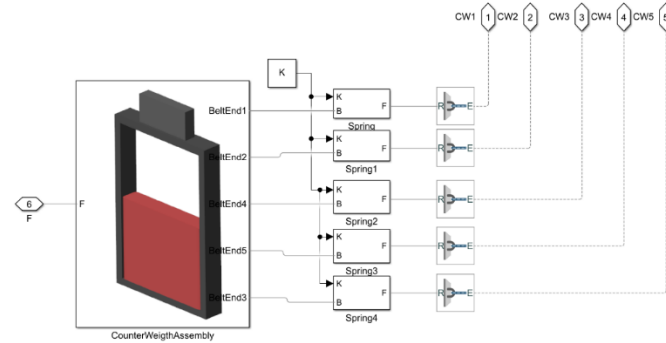 CW1 1 CW2 2 CW3 3 CW4 4 CW5 5
K
BeltEnd1 K B F R E
Spring
BeltEnd2 K B F R E
Spring1
6 F F BeltEnd4 K B F R E
Spring2
BeltEnd5 K B F R E
Spring3
BeltEnd3 K B F R E
Spring4
CounterWeigthAssembly